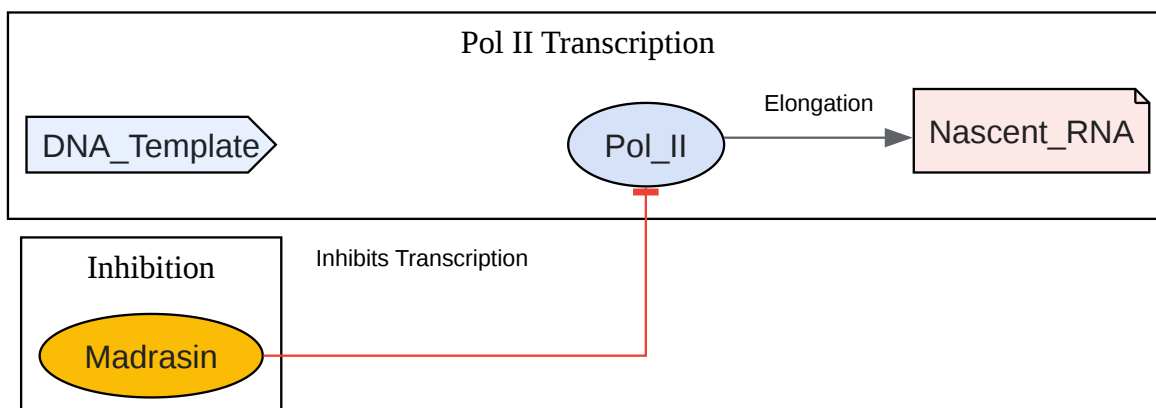 Pol II Transcription
Elongation
DNA_Template
Pol_II
Nascent_RNA
Inhibition
Inhibits Transcription
Madrasin